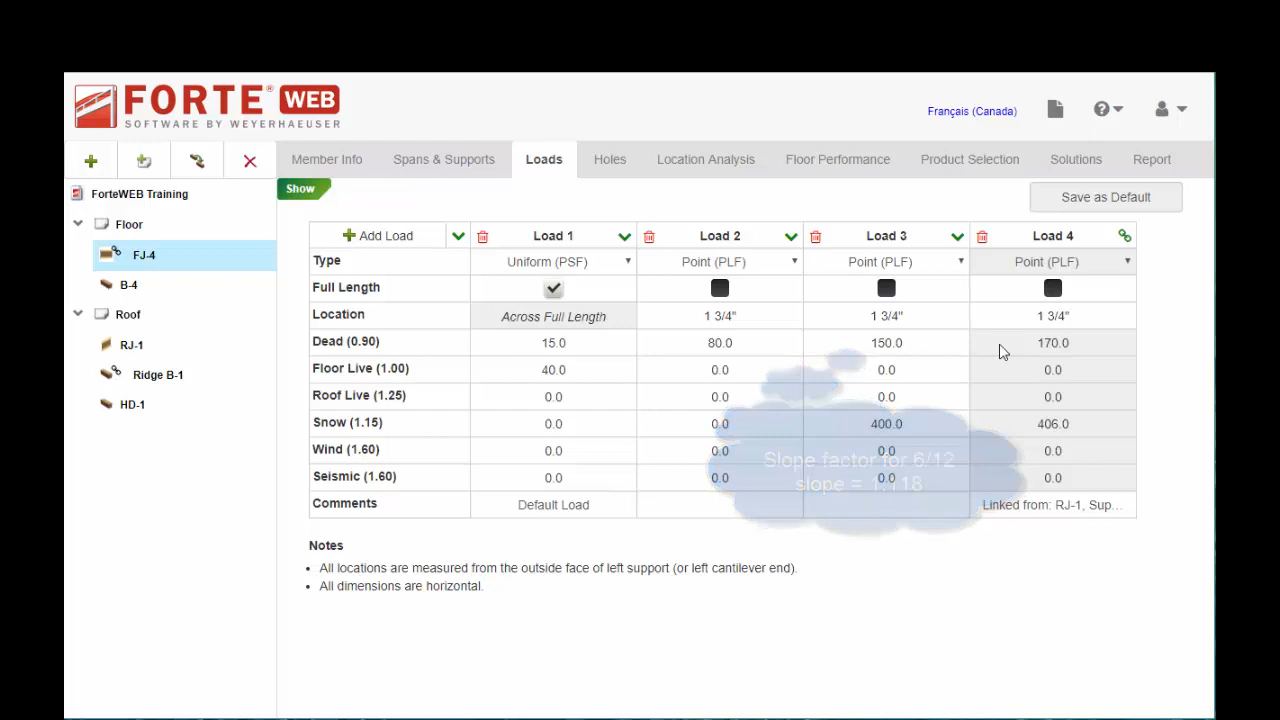 FORTE® WEB
SOFTWARE BY WEYERHAEUSER
Français (Canada)
Member Info Spans & Supports Loads Holes Location Analysis Floor Performance Product Selection Solutions Report
ForteWEB Training
Floor
FJ-4
B-4
Roof
RJ-1
Ridge B-1
HD-1
Show
Save as Default
Add Load Load 1 Load 2 Load 3 Load 4
Type Uniform (PSF) Point (PLF) Point (PLF) Point (PLF)
Full Length
Location Across Full Length 1 3/4" 1 3/4" 1 3/4"
Dead (0.90) 15.0 80.0 150.0 170.0
Floor Live (1.00) 40.0 0.0 0.0 0.0
Roof Live (1.25) 0.0 0.0 0.0 0.0
Snow (1.15) 0.0 0.0 400.0 406.0
Wind (1.60) 0.0 0.0 0.0 0.0
Seismic (1.60) 0.0 0.0 0.0 0.0
Comments Default Load Linked from: RJ-1, Sup...
Slope factor for 6/12
slope = 1.118
Notes
• All locations are measured from the outside face of left support (or left cantilever end).
• All dimensions are horizontal.